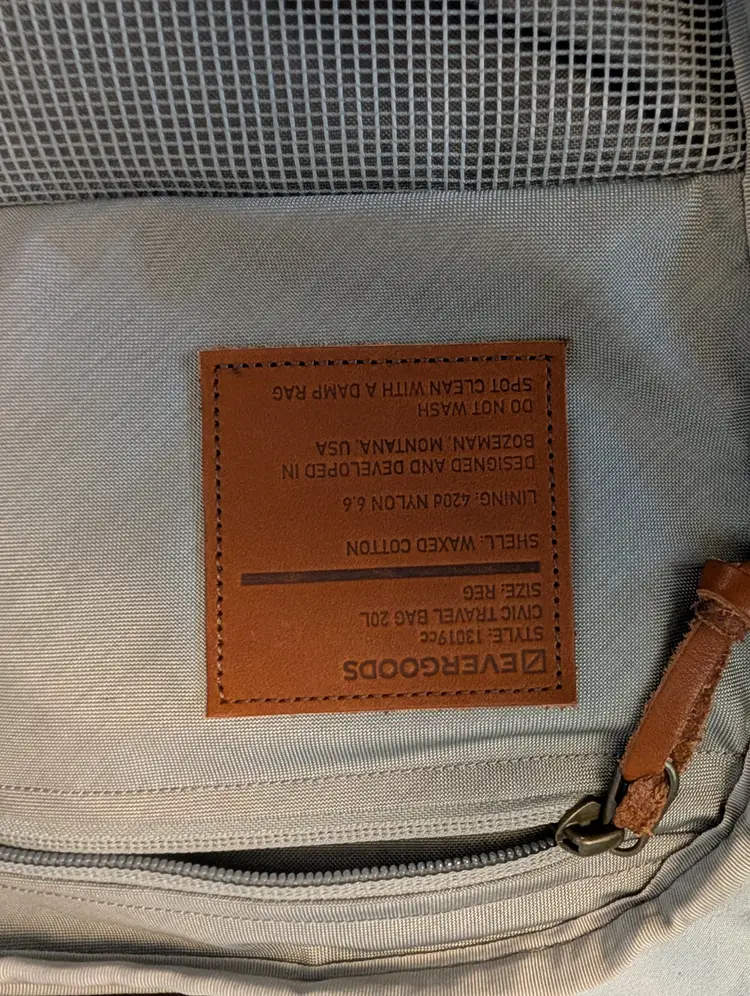 EVERGOODS
STYLE: 13019cc
CIVIC TRAVEL BAG 20L
SIZE: REG
SHELL: WAXED COTTON
LINING: 420d NYLON 6.6
DESIGNED AND DEVELOPED IN
BOZEMAN, MONTANA, USA
DO NOT WASH
SPOT CLEAN WITH A DAMP RAG